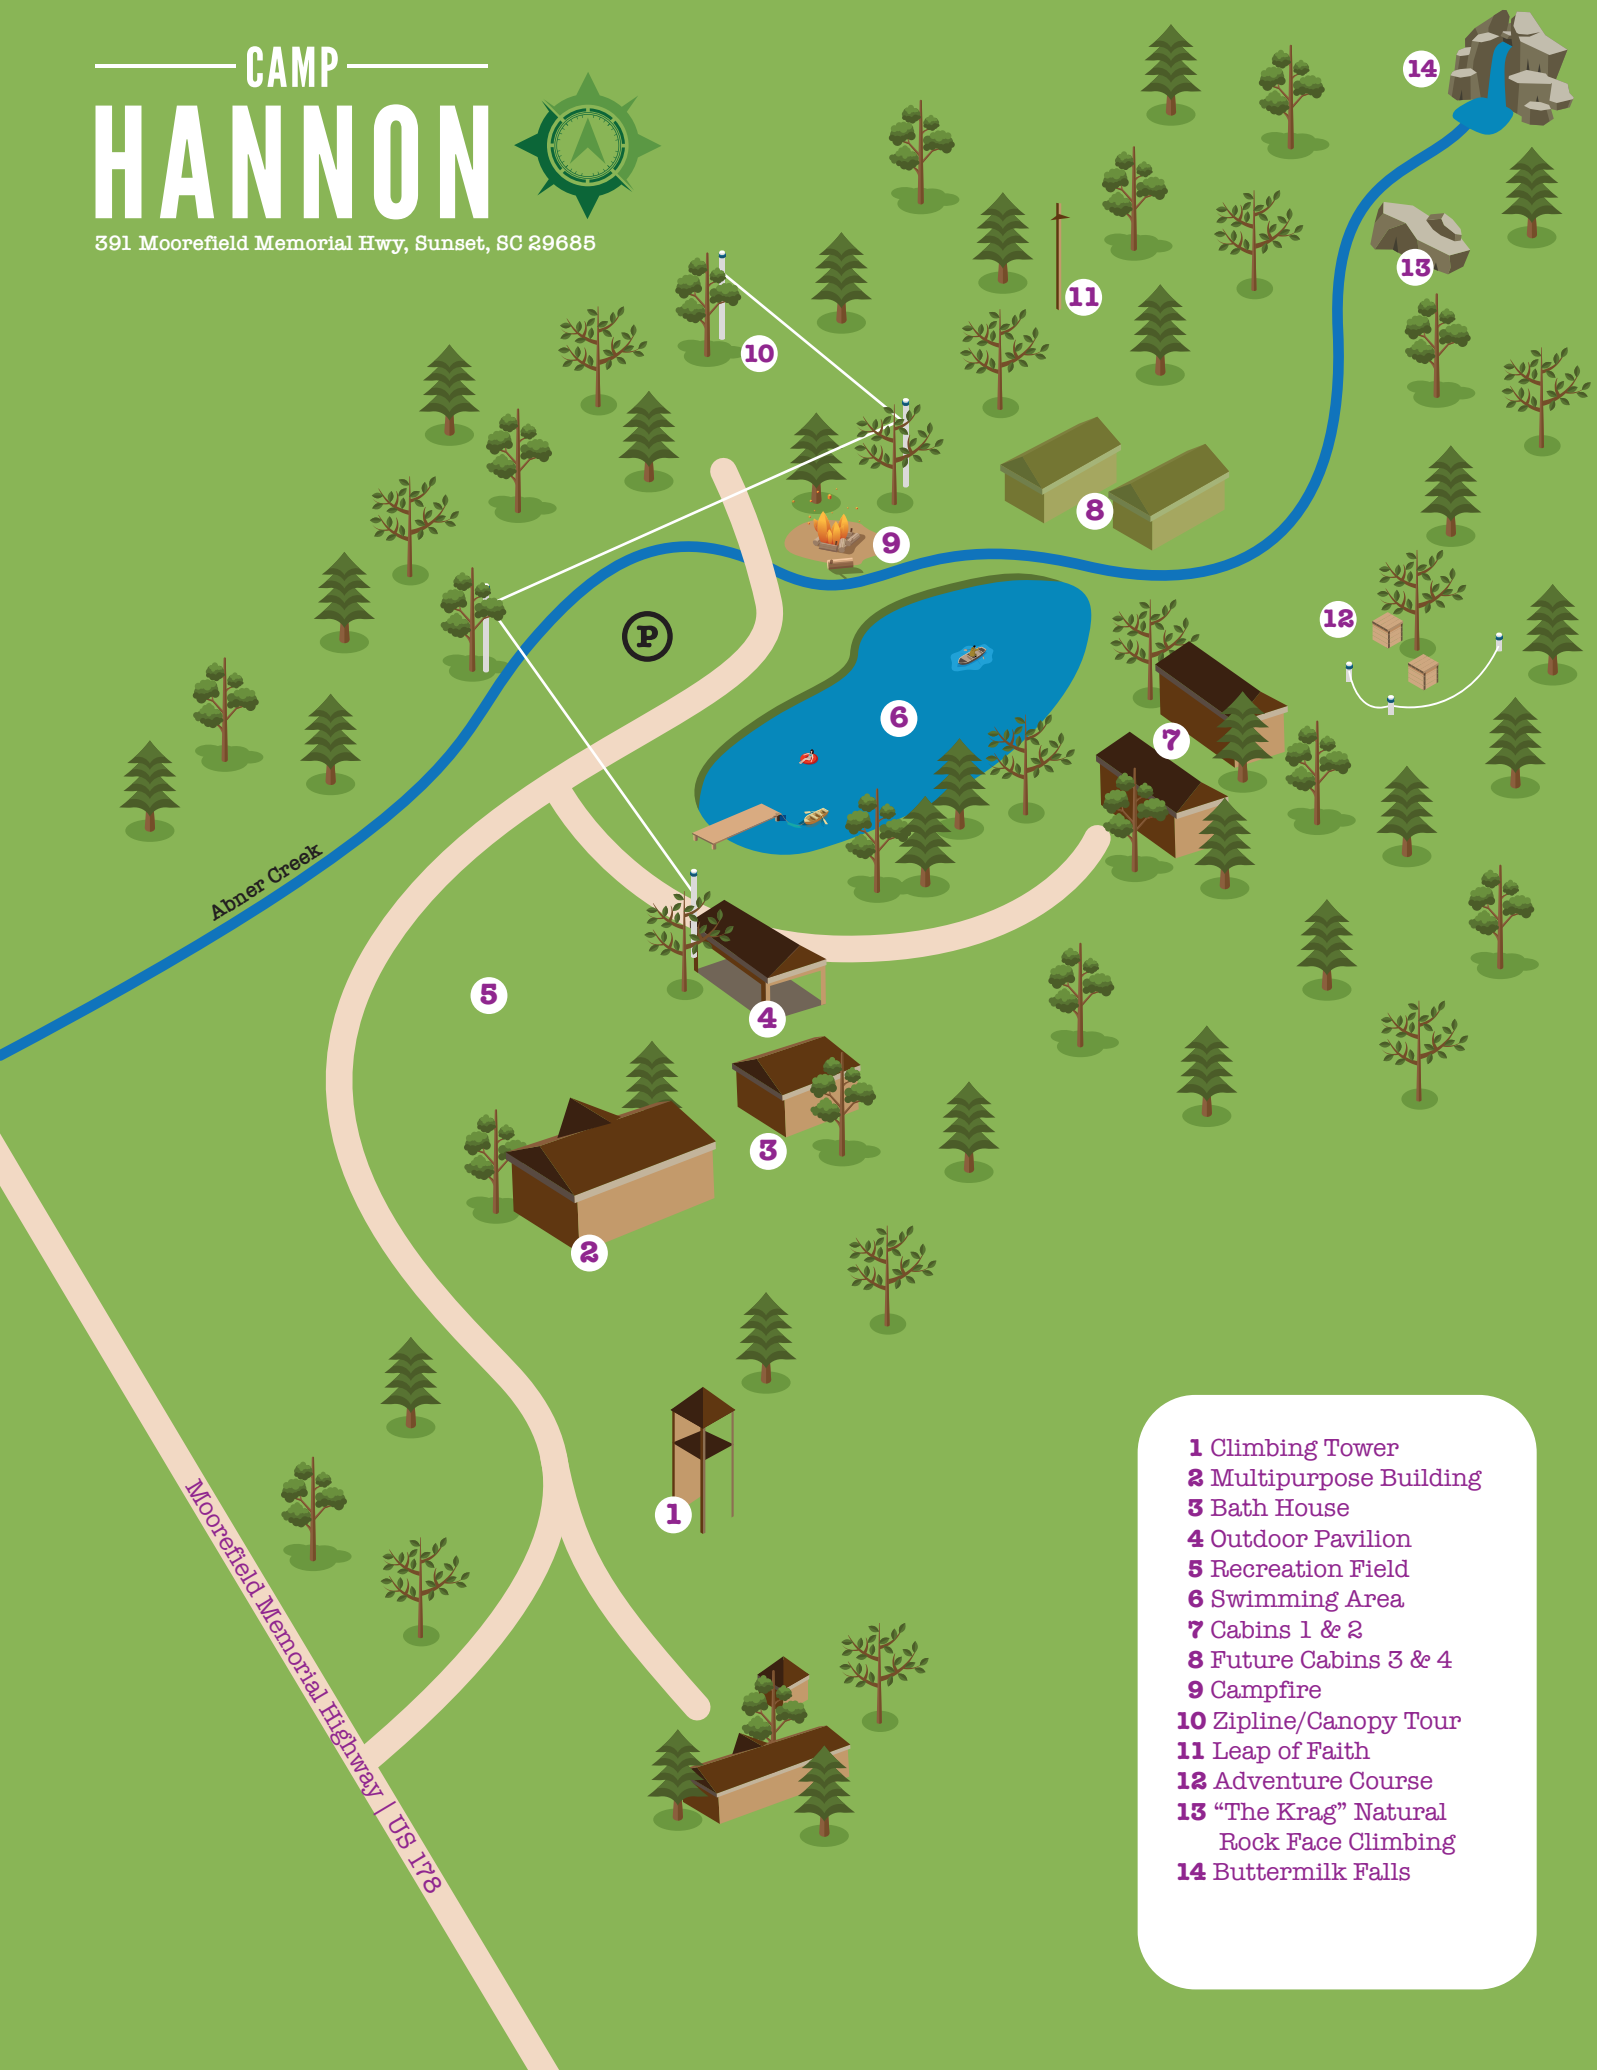 CAMP
HANNON
391 Moorefield Memorial Hwy, Sunset, SC 29685
14
13
11
10
8
9
12
P
6
7
Abner Creek
5
4
3
2
1
Moorefield Memorial Highway | US 178
1 Climbing Tower
2 Multipurpose Building
3 Bath House
4 Outdoor Pavilion
5 Recreation Field
6 Swimming Area
7 Cabins 1 & 2
8 Future Cabins 3 & 4
9 Campfire
10 Zipline/Canopy Tour
11 Leap of Faith
12 Adventure Course
13 “The Krag” Natural
Rock Face Climbing
14 Buttermilk Falls